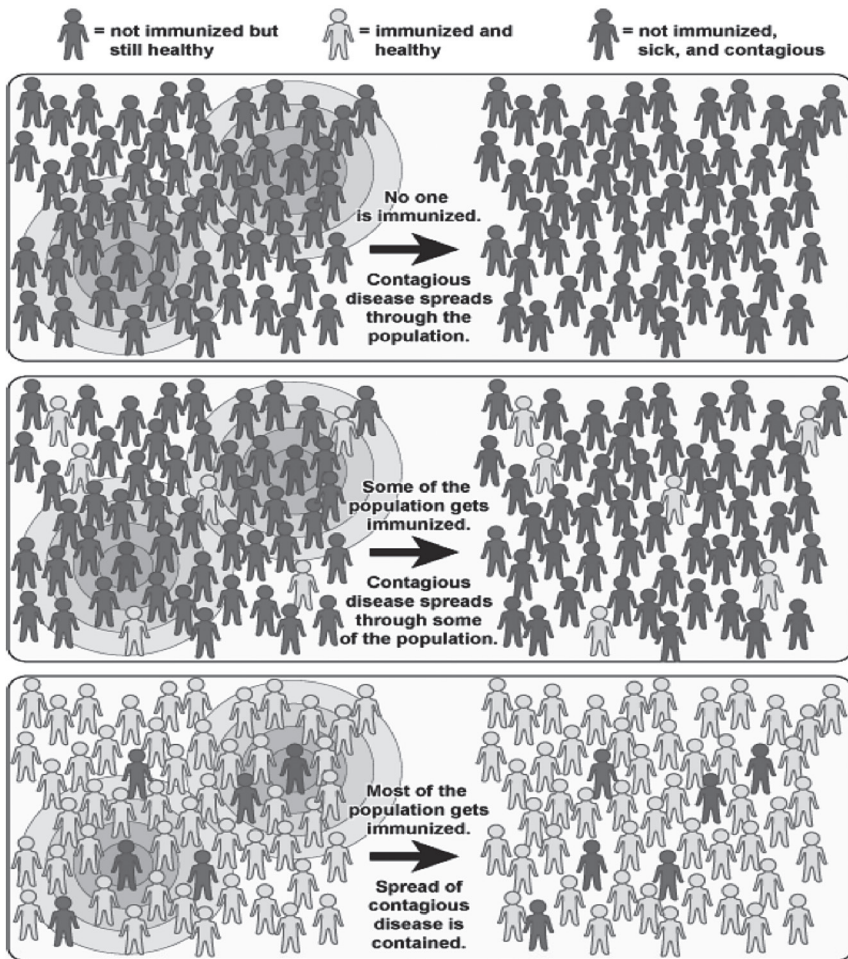 = not immunized but
still healthy
= immunized and
healthy
= not immunized,
sick, and contagious
No one
is immunized.
Contagious
disease spreads
through the
population.
Some of the
population gets
immunized.
Contagious
disease spreads
through some
of the population.
Most of the
population gets
immunized.
Spread of
contagious
disease is
contained.